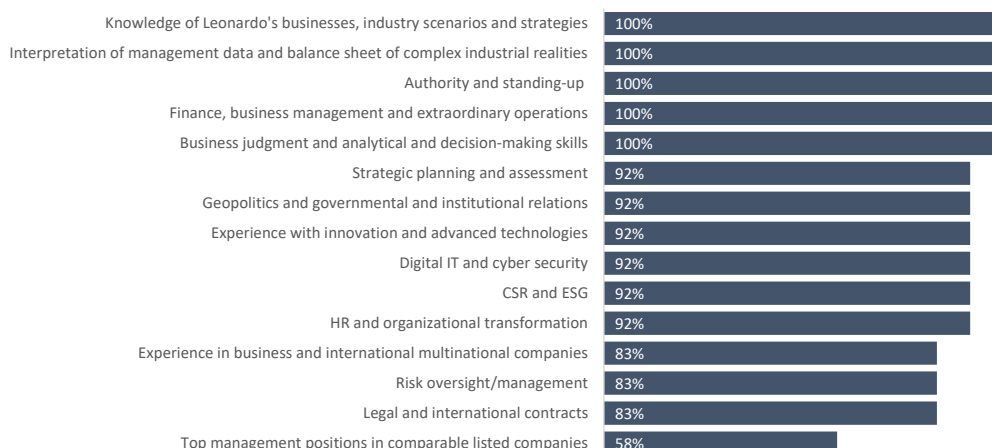 Knowledge of Leonardo's businesses, industry scenarios and strategies 100%
Interpretation of management data and balance sheet of complex industrial realities 100%
Authority and standing-up 100%
Finance, business management and extraordinary operations 100%
Business judgment and analytical and decision-making skills 100%
Strategic planning and assessment 92%
Geopolitics and governmental and institutional relations 92%
Experience with innovation and advanced technologies 92%
Digital IT and cyber security 92%
CSR and ESG 92%
HR and organizational transformation 92%
Experience in business and international multinational companies 83%
Risk oversight/management 83%
Legal and international contracts 83%
Top management positions in comparable listed companies 58%